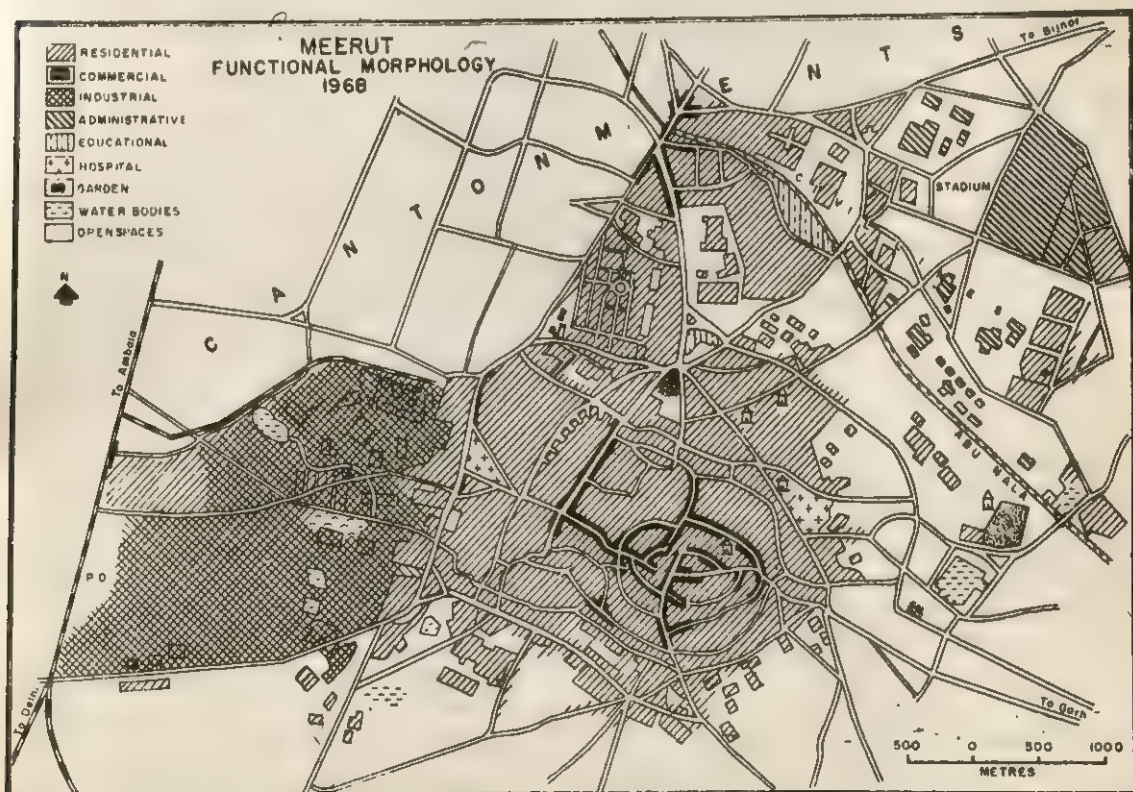 MEERUT
FUNCTIONAL MORPHOLOGY
1968
RESIDENTIAL
COMMERCIAL
INDUSTRIAL
ADMINISTRATIVE
EDUCATIONAL
HOSPITAL
GARDEN
WATER BODIES
OPENSPACES
N
CANTONMENTS
To Bijnor
STADIUM
To Ambala
ABU NALA
P.O
To Delhi
To Garh
500 0 500 1000
METRES